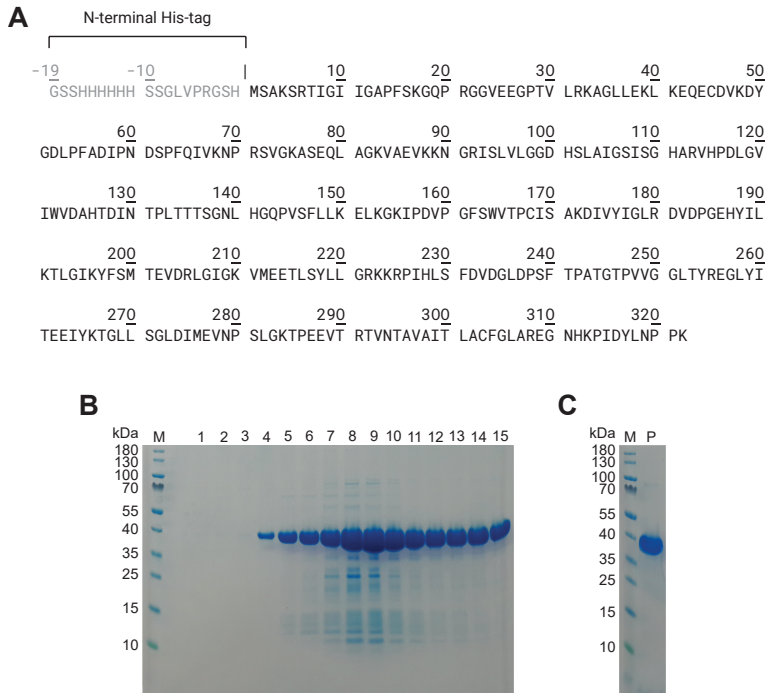 A
N-terminal His-tag
-19 -10 | 10 20 30 40 50
GSSHHHHHH SSGLVPRGSH MSAKSRTIGI IGAPFSKGQP RGGVEEGPTV LRKAGLLEKL KEQECDVKDY
60 70 80 90 100 110 120
GDLPFADIPN DSPFQIVKNP RSVGKASEQL AGKVAEVKKN GRISLVLGGD HSLAIGSISG HARVHPDLGV
130 140 150 160 170 180 190
IWVDAHTDIN TPLTTTSGNL HGQPVSFLLK ELKGKIPDVP GFSWVTPCIS AKDIVYIGLR DVDPGEHYIL
200 210 220 230 240 250 260
KTLGIKYFSM TEVDRLGIGK VMEETLSYLL GRKKRPIHLS FDVDGLDPSF TPATGTPVVG GLTYREGLYI
270 280 290 300 310 320
TEEIYKTGLL SGLDIMEVNP SLGKTPEEVT RTVNTAVAIT LACFGLAREG NHKPIDYLNP PK
B
kDa M 1 2 3 4 5 6 7 8 9 10 11 12 13 14 15
180
130
100
70
55
40
35
25
15
10
C
kDa M P
180
130
100
70
55
40
35
25
15
10